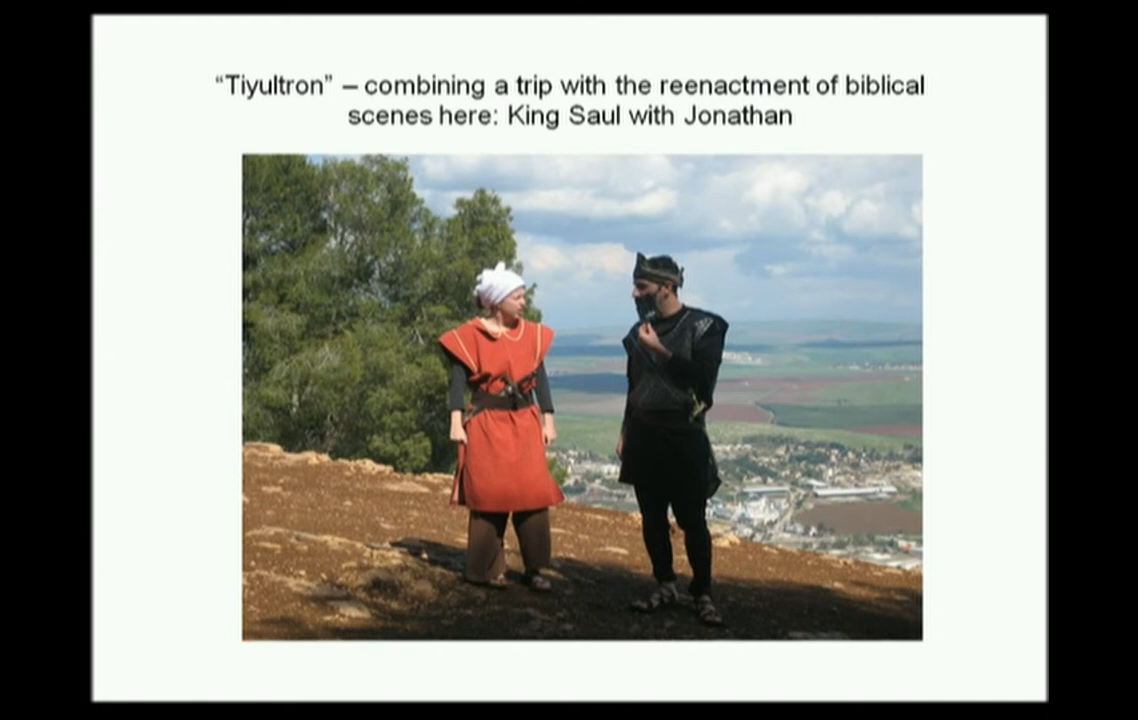 “Tiyultron” – combining a trip with the reenactment of biblical
scenes here: King Saul with Jonathan